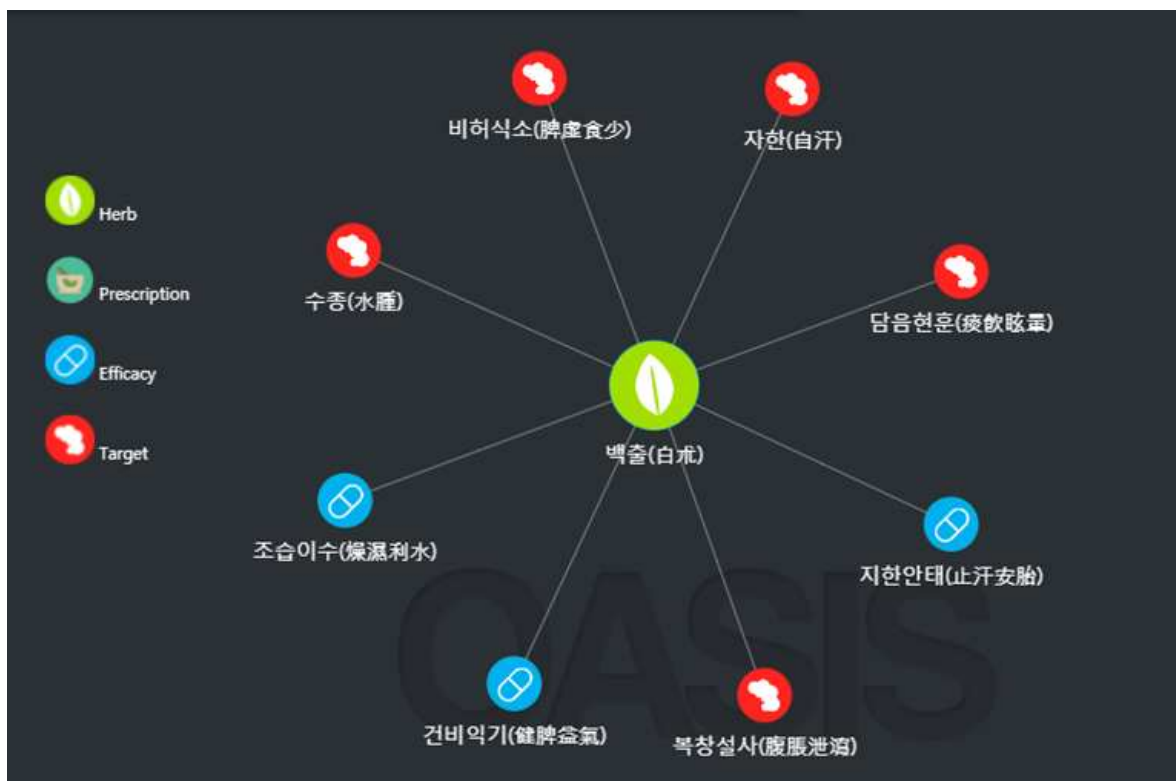 비허식소(脾虛食少)
자한(自汗)
Herb
수종(水腫)
담음현훈(痰飮眩暈)
Prescription
Efficacy
백출(白朮)
Target
조습이수(燥濕利水)
지한안태(止汗安胎)
OASIS
건비익기(健脾益氣)
복창설사(腹脹泄瀉)